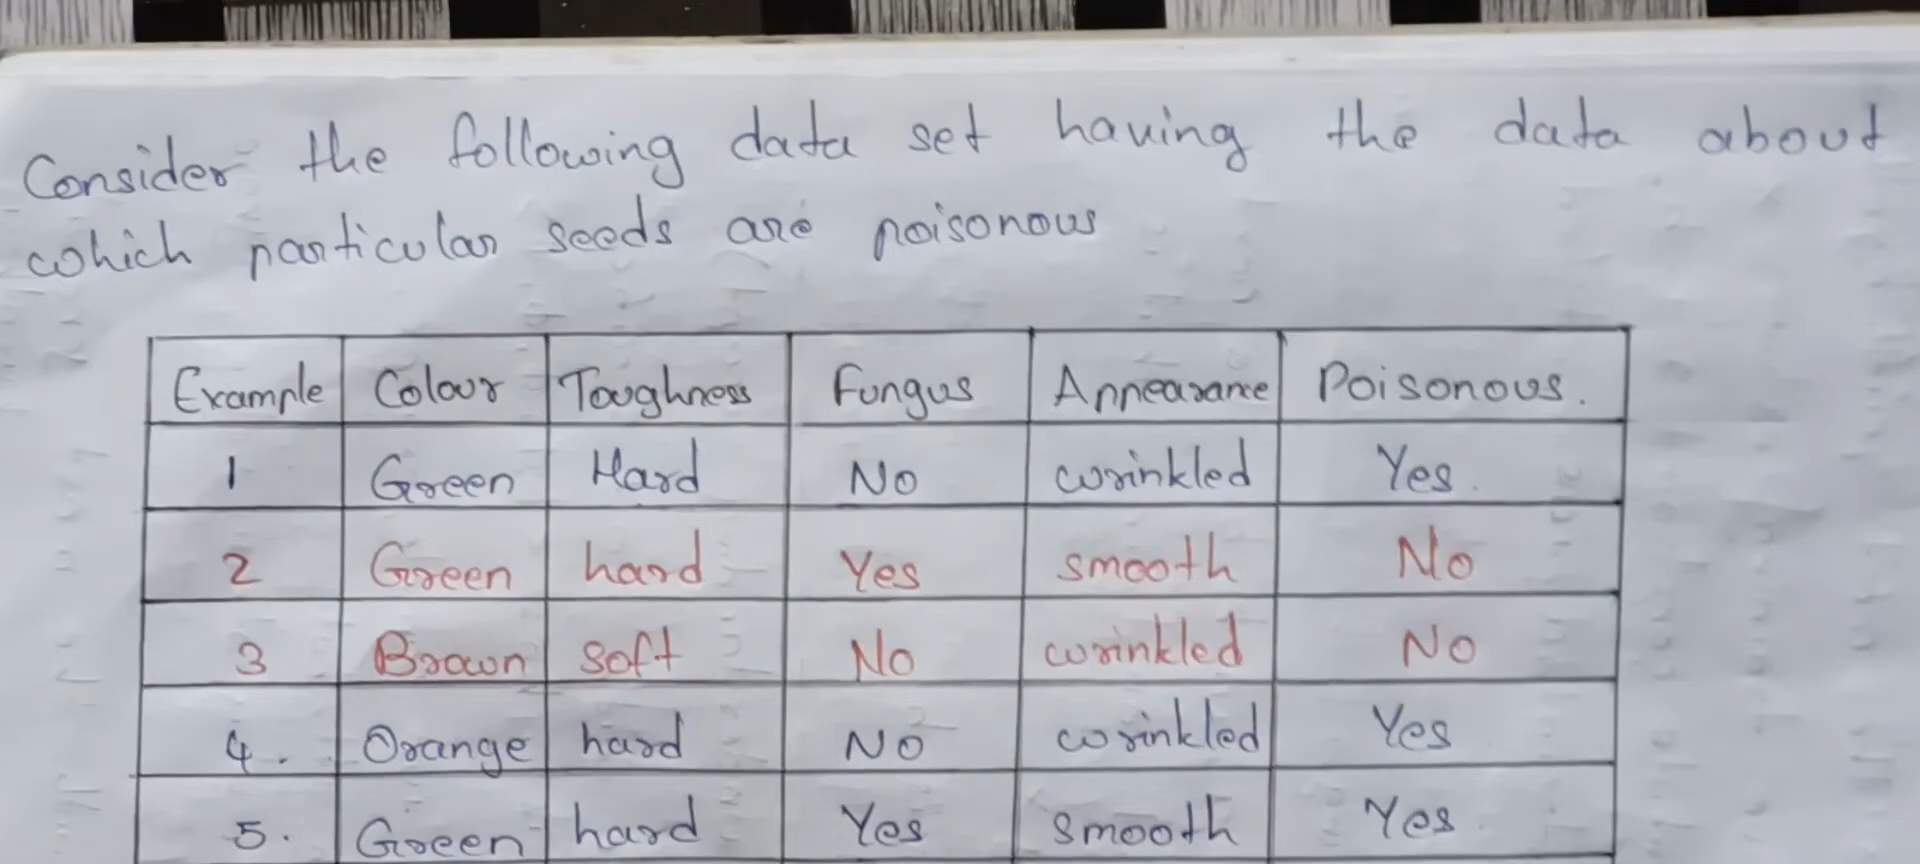 Consider the following data set having the data about
which particular seeds are poisonous
Example Colour Toughness Fungus Appearance Poisonous.
1 Green Hard No wrinkled Yes.
2 Green hard Yes smooth No
3 Brown soft No wrinkled No
4. Orange hard No wrinkled Yes
5. Green hard Yes smooth Yes